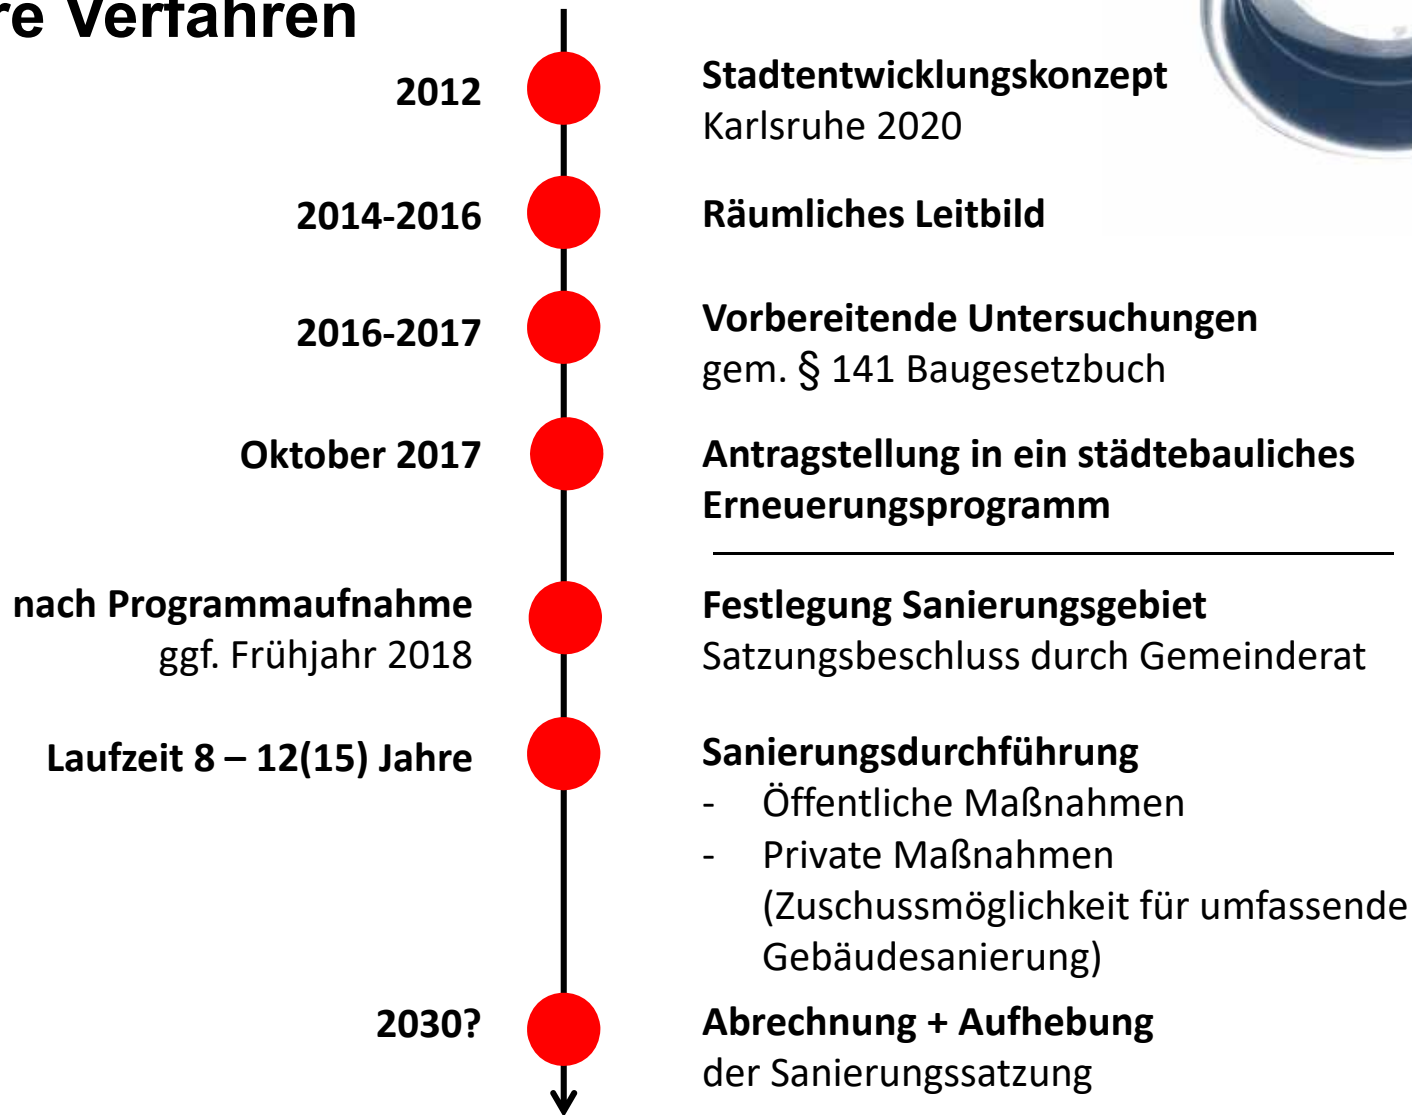 re Verfahren
2012
Stadtentwicklungskonzept
Karlsruhe 2020
2014-2016
Räumliches Leitbild
2016-2017
Vorbereitende Untersuchungen
gem. § 141 Baugesetzbuch
Oktober 2017
Antragstellung in ein städtebauliches
Erneuerungsprogramm
nach Programmaufnahme
ggf. Frühjahr 2018
Festlegung Sanierungsgebiet
Satzungsbeschluss durch Gemeinderat
Laufzeit 8 – 12(15) Jahre
Sanierungsdurchführung
- Öffentliche Maßnahmen
- Private Maßnahmen
(Zuschussmöglichkeit für umfassende
Gebäudesanierung)
2030?
Abrechnung + Aufhebung
der Sanierungssatzung